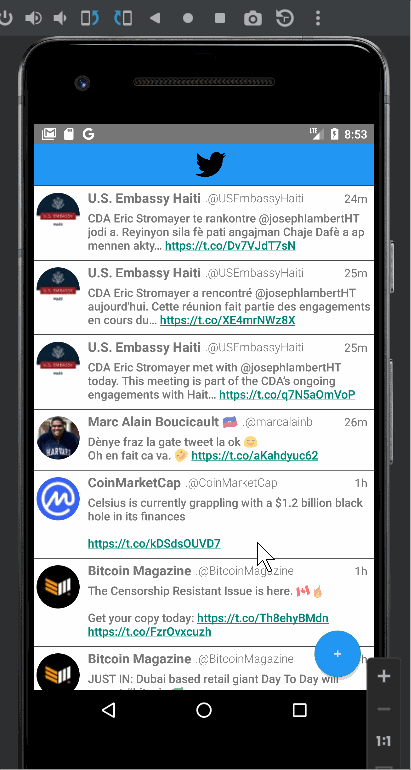 LTE 8:53
U.S. Embassy Haiti .@USEmbassyHaiti 24m
CDA Eric Stromayer te rankontre @josephlambertHT
jodi a. Reyinyon sila fè pati angajman Chaje Dafè a ap
mennen akty… https://t.co/Dv7VJdT7sN
U.S. Embassy Haiti .@USEmbassyHaiti 25m
CDA Eric Stromayer a rencontré @josephlambertHT
aujourd'hui. Cette réunion fait partie des engagements
en cours du… https://t.co/XE4mrNWz8X
U.S. Embassy Haiti .@USEmbassyHaiti 25m
CDA Eric Stromayer met with @josephlambertHT
today. This meeting is part of the CDA's ongoing
engagements with Hait… https://t.co/q7N5aOmVoP
Marc Alain Boucicault 🇭🇹 .@marcalainb 26m
Dènye fraz la gate tweet la ok 😊
Oh en fait ca va. 🤣 https://t.co/aKahdyuc62
HARVARD
CoinMarketCap .@CoinMarketCap 1h
Celsius is currently grappling with a $1.2 billion black
hole in its finances
https://t.co/kDSdsOUVD7
Bitcoin Magazine .@BitcoinMagazine 1h
The Censorship Resistant Issue is here. 🇨🇦🖕
Get your copy today: https://t.co/Th8ehyBMdn
https://t.co/FzrOvxcuzh
Bitcoin Magazine .@BitcoinMagazine h
JUST IN: Dubai based retail giant Day To Day will
+
1:1